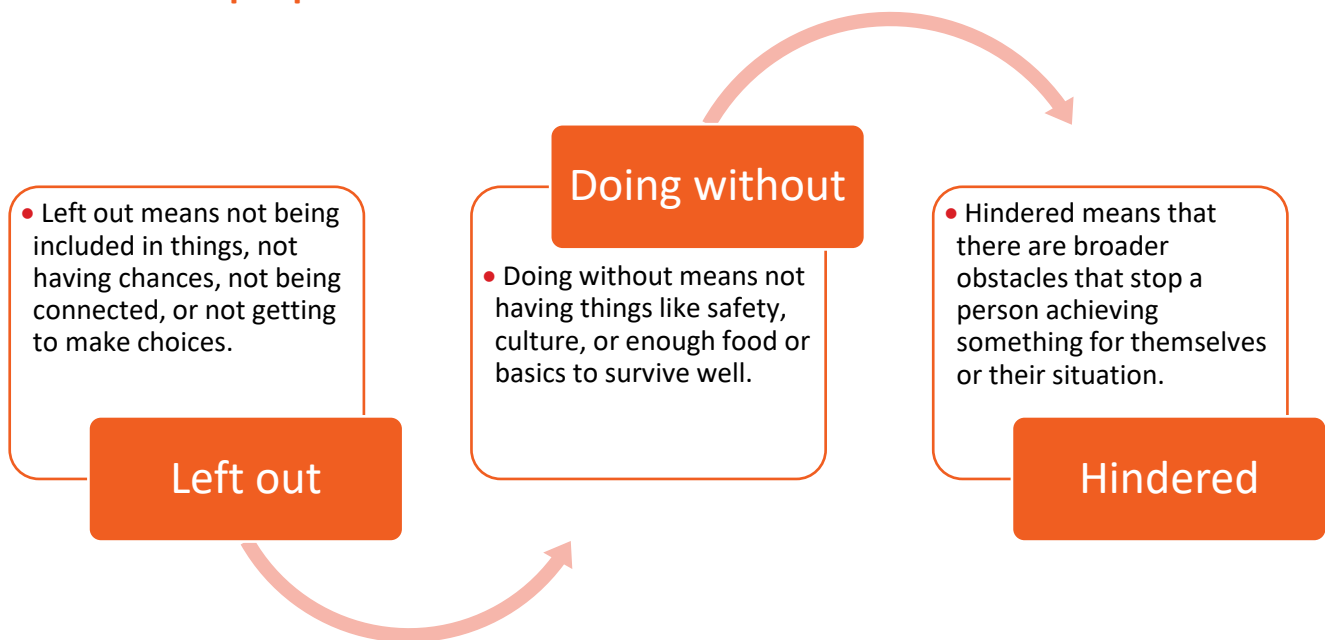 • Left out means not being
included in things, not
having chances, not being
connected, or not getting
to make choices.
Left out
Doing without
• Doing without means not
having things like safety,
culture, or enough food or
basics to survive well.
• Hindered means that
there are broader
obstacles that stop a
person achieving
something for themselves
or their situation.
Hindered